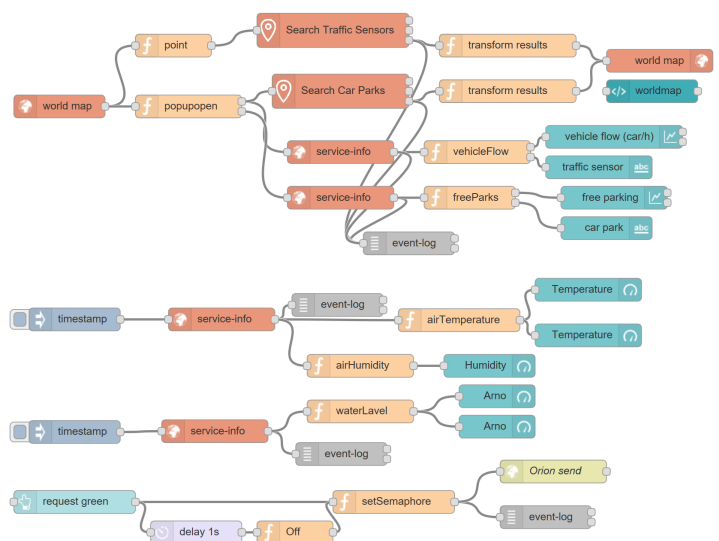 point
Search Traffic Sensors
transform results
world map
Search Car Parks
transform results
worldmap
world map
popupopen
vehicle flow (car/h)
service-info
vehicleFlow
traffic sensor
abc
service-info
freeParks
free parking
car park
abc
event-log
Temperature
event-log
timestamp
service-info
airTemperature
Temperature
airHumidity
Humidity
Arno
waterLavel
timestamp
service-info
Arno
event-log
Orion send
request green
setSemaphore
event-log
delay 1s
Off